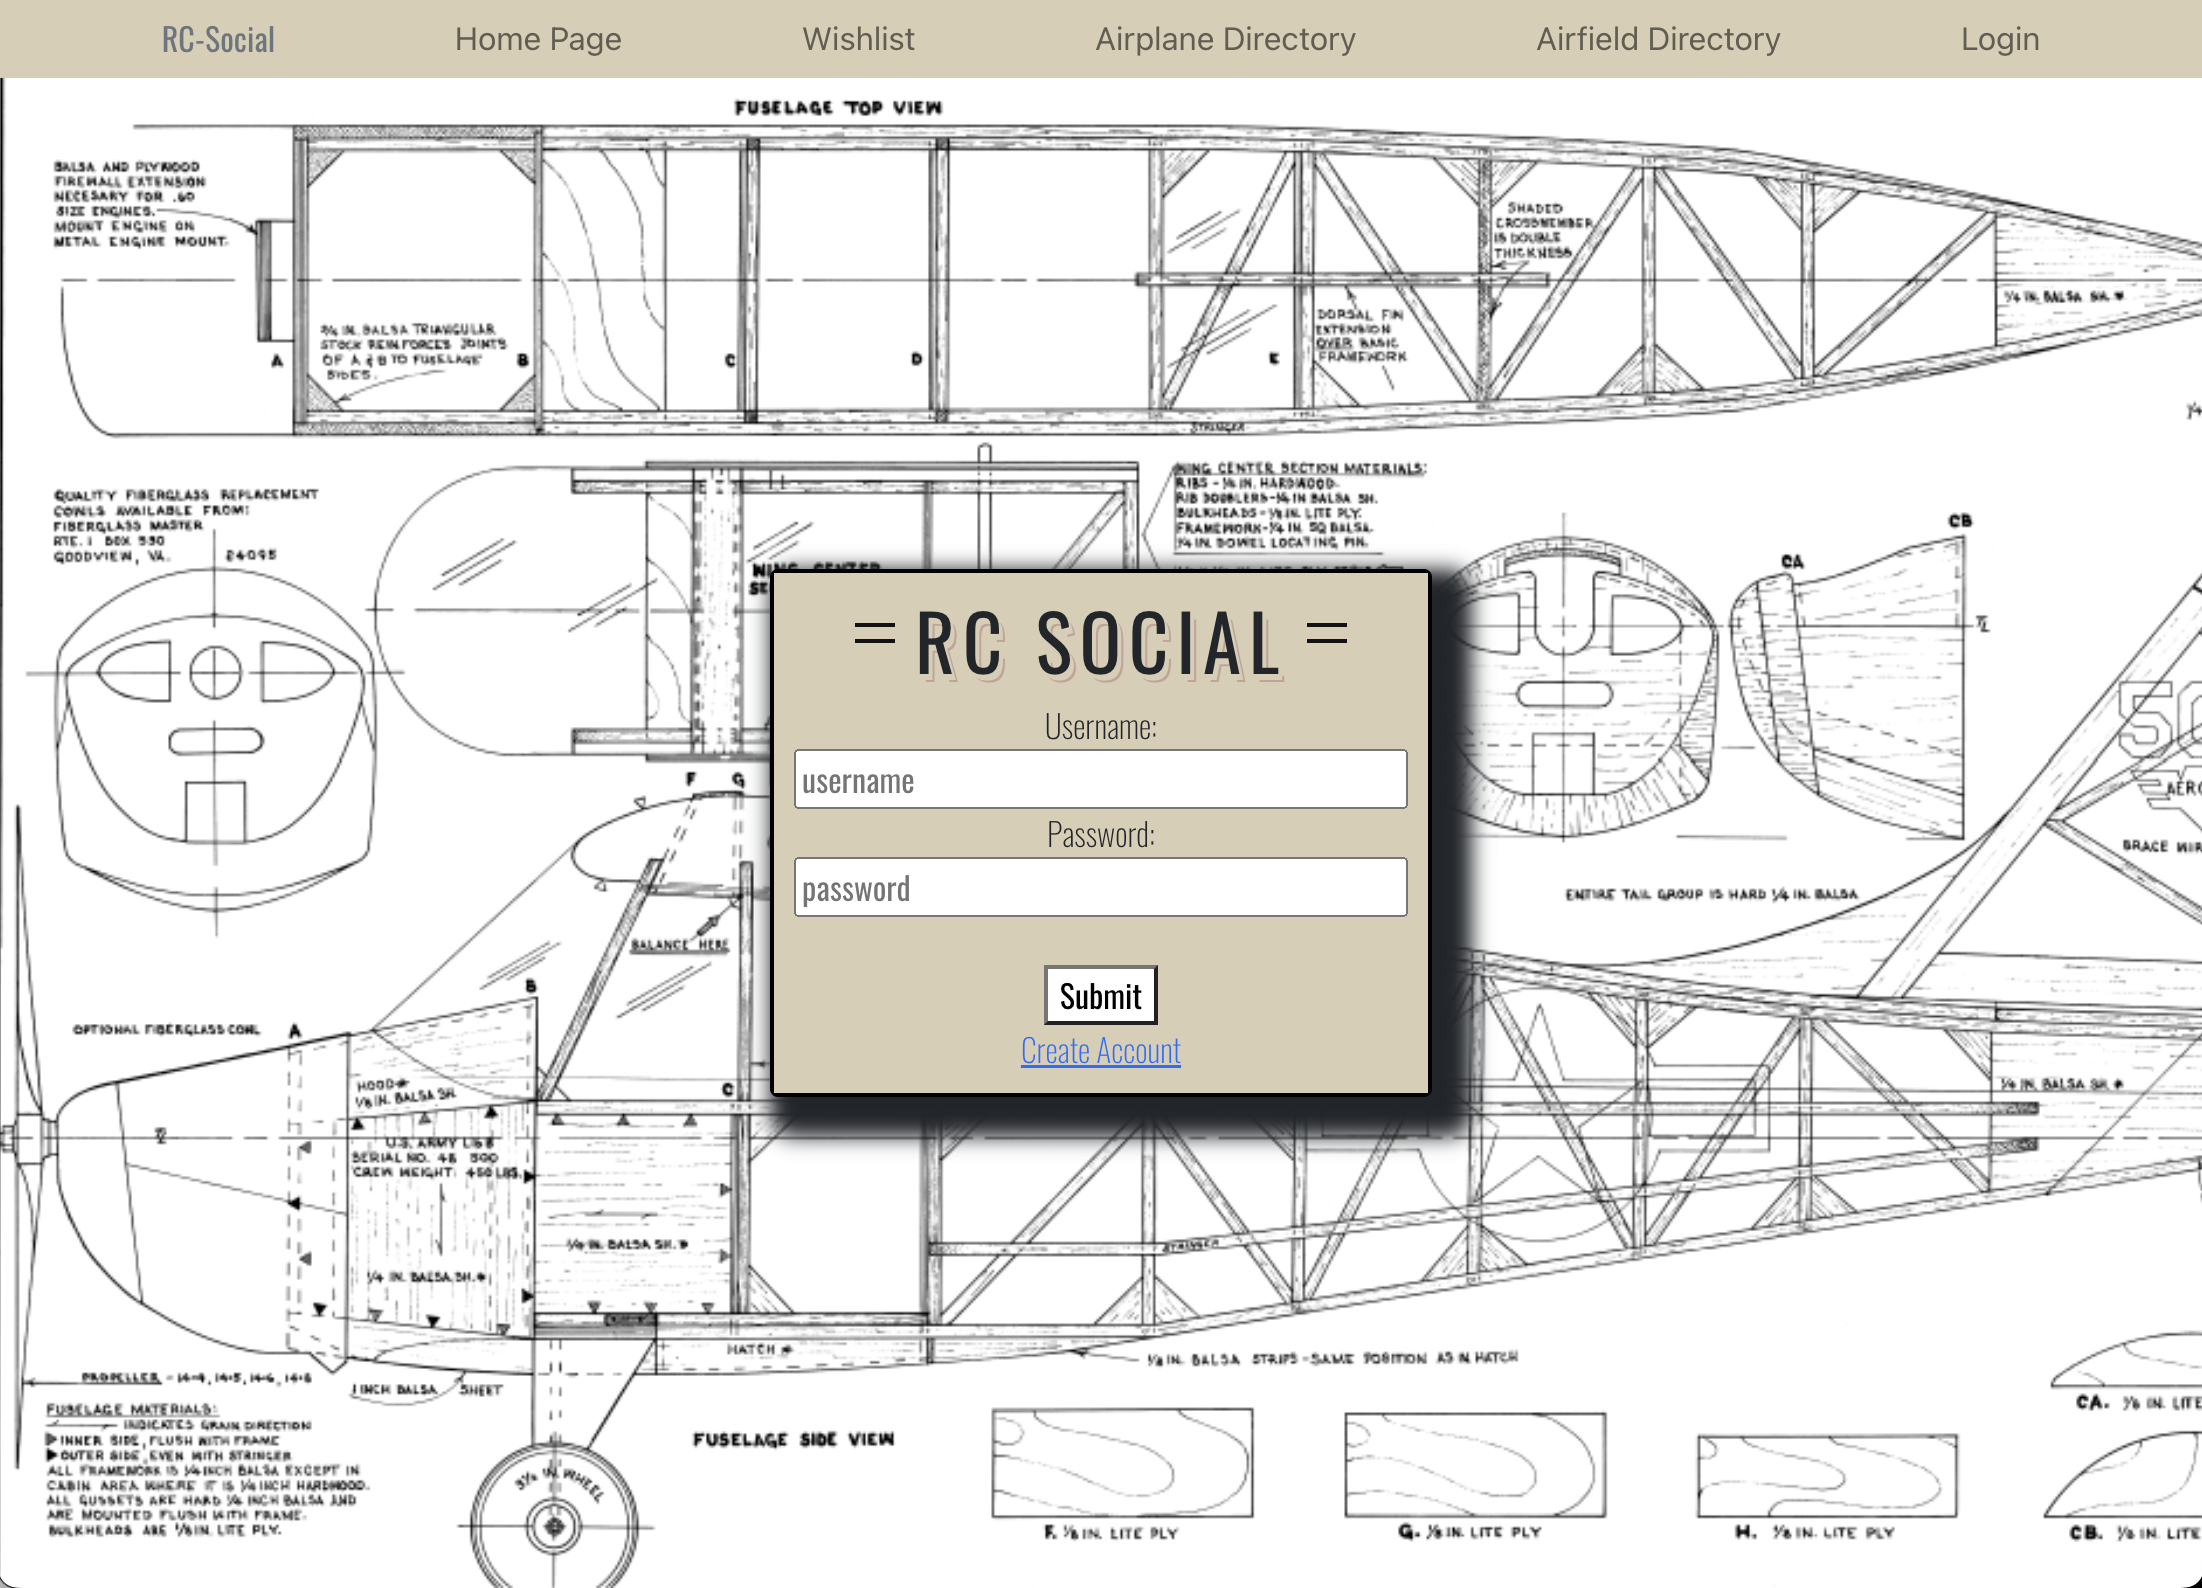 RC-Social Home Page Wishlist Airplane Directory Airfield Directory Login
FUSELAGE TOP VIEW
BALSA AND PLYWOOD
FIREWALL EXTENSION
NECESARY FOR .60
SIZE ENGINES.
MOUNT ENGINE ON
METAL ENGINE MOUNT.
SHADED
CROSSMEMBER
IS DOUBLE
THICKNESS
1/4 IN. BALSA SH.
3/4 IN. BALSA TRIANGULAR
STOCK REINFORCES JOINTS
OF A & B TO FUSELAGE
SIDES.
A
B
C
D
E
DORSAL FIN
EXTENSION
OVER BASIC
FRAMEWORK
STRINGER
QUALITY FIBERGLASS REPLACEMENT
COWLS AVAILABLE FROM:
FIBERGLASS MASTER
RTE. 1 BOX 530
GOODVIEW, VA. 24095
WING CENTER SECTION MATERIALS:
RIBS - 1/4 IN. HARDWOOD.
RIB DOUBLERS-1/4 IN BALSA SH.
BULKHEADS - 1/8 IN. LITE PLY.
FRAMEWORK-1/4 IN. SQ BALSA.
1/4 IN. DOWEL LOCATING PIN.
CB
CA
WING CENTER
= RC SOCIAL =
Username:
username
Password:
password
Submit
Create Account
F G
BALANCE HERE
BRACE WIR
ENTIRE TAIL GROUP IS HARD 1/4 IN. BALSA
OPTIONAL FIBERGLASS COWL
A
B
C
HOOD
1/8 IN. BALSA SH.
U.S. ARMY
SERIAL NO.
CREW WEIGHT: 450 LBS.
1/4 IN. BALSA SH.
1/4 IN. BALSA SH.
1/4 IN. BALSA SH.
STRINGER
HATCH
1/8 IN. BALSA STRIPS - SAME POSITION AS IN HATCH
PROPELLER - 14-4, 14-5, 14-6,
1 INCH BALSA SHEET
FUSELAGE MATERIALS:
INDICATES GRAIN DIRECTION
INNER SIDE, FLUSH WITH FRAME
OUTER SIDE, EVEN WITH STRINGER
ALL FRAMEWORK IS 1/4 INCH BALSA EXCEPT IN
CABIN AREA WHERE IT IS 1/4 INCH HARDWOOD.
ALL GUSSETS ARE HARD 1/4 INCH BALSA AND
ARE MOUNTED FLUSH WITH FRAME.
BULKHEADS ARE 1/8 IN. LITE PLY.
3 1/4 IN. WHEEL
FUSELAGE SIDE VIEW
F. 1/8 IN. LITE PLY
G. 1/8 IN. LITE PLY
H. 1/8 IN. LITE PLY
CA. 1/8 IN. LITE
CB. 1/8 IN. LITE